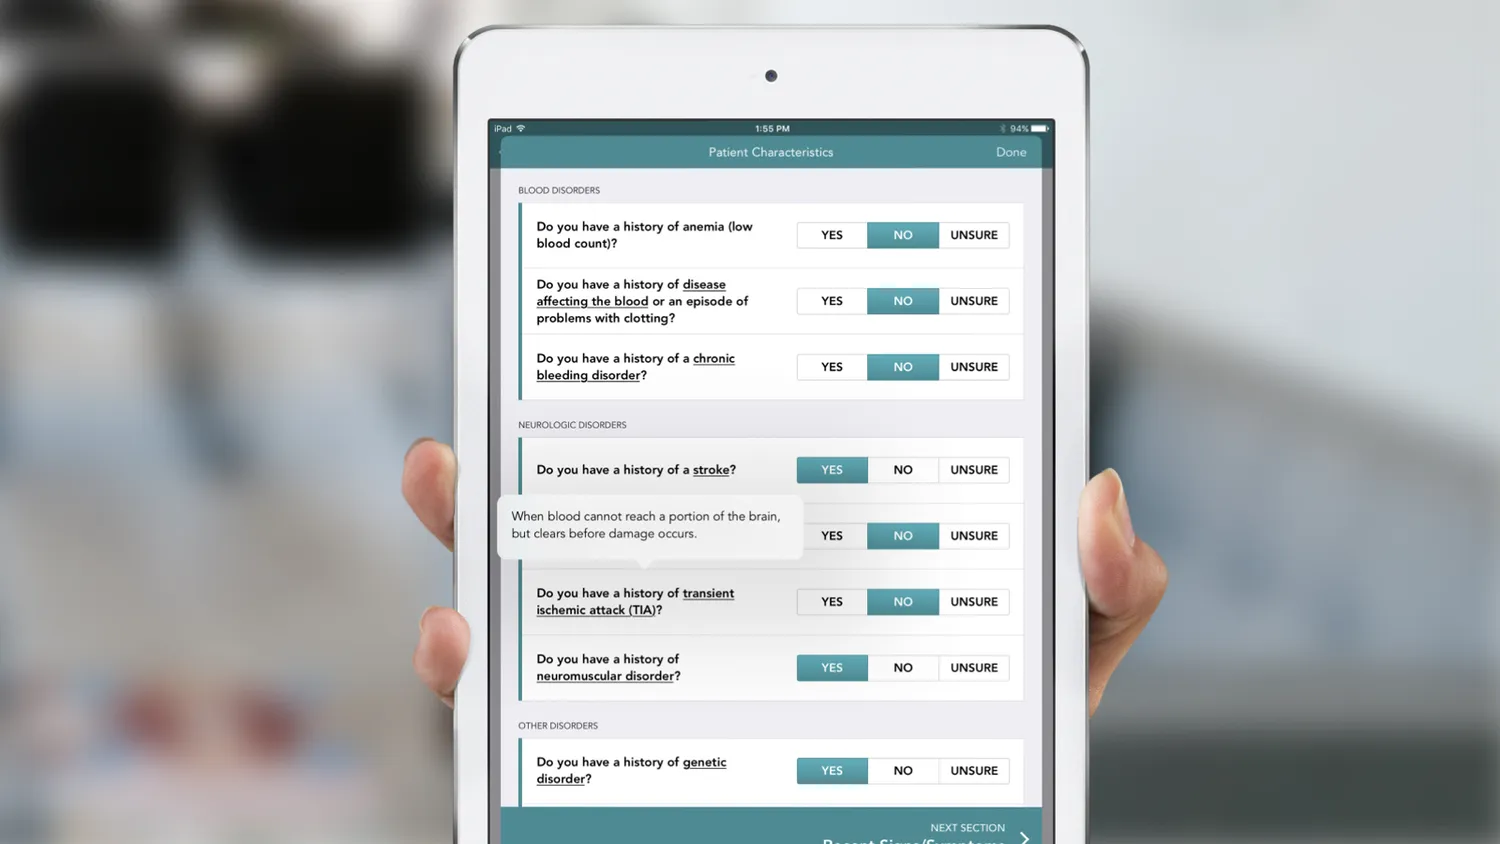 iPad
1:55 PM
94%
Patient Characteristics
Done
BLOOD DISORDERS
Do you have a history of anemia (low
blood count)?
YES
NO
UNSURE
Do you have a history of disease
affecting the blood or an episode of
problems with clotting?
YES
NO
UNSURE
Do you have a history of a chronic
bleeding disorder?
YES
NO
UNSURE
NEUROLOGIC DISORDERS
Do you have a history of a stroke?
YES
NO
UNSURE
When blood cannot reach a portion of the brain,
but clears before damage occurs.
YES
NO
UNSURE
Do you have a history of transient
ischemic attack (TIA)?
YES
NO
UNSURE
Do you have a history of
neuromuscular disorder?
YES
NO
UNSURE
OTHER DISORDERS
Do you have a history of genetic
disorder?
YES
NO
UNSURE
NEXT SECTION
Recent Signs/Symptoms